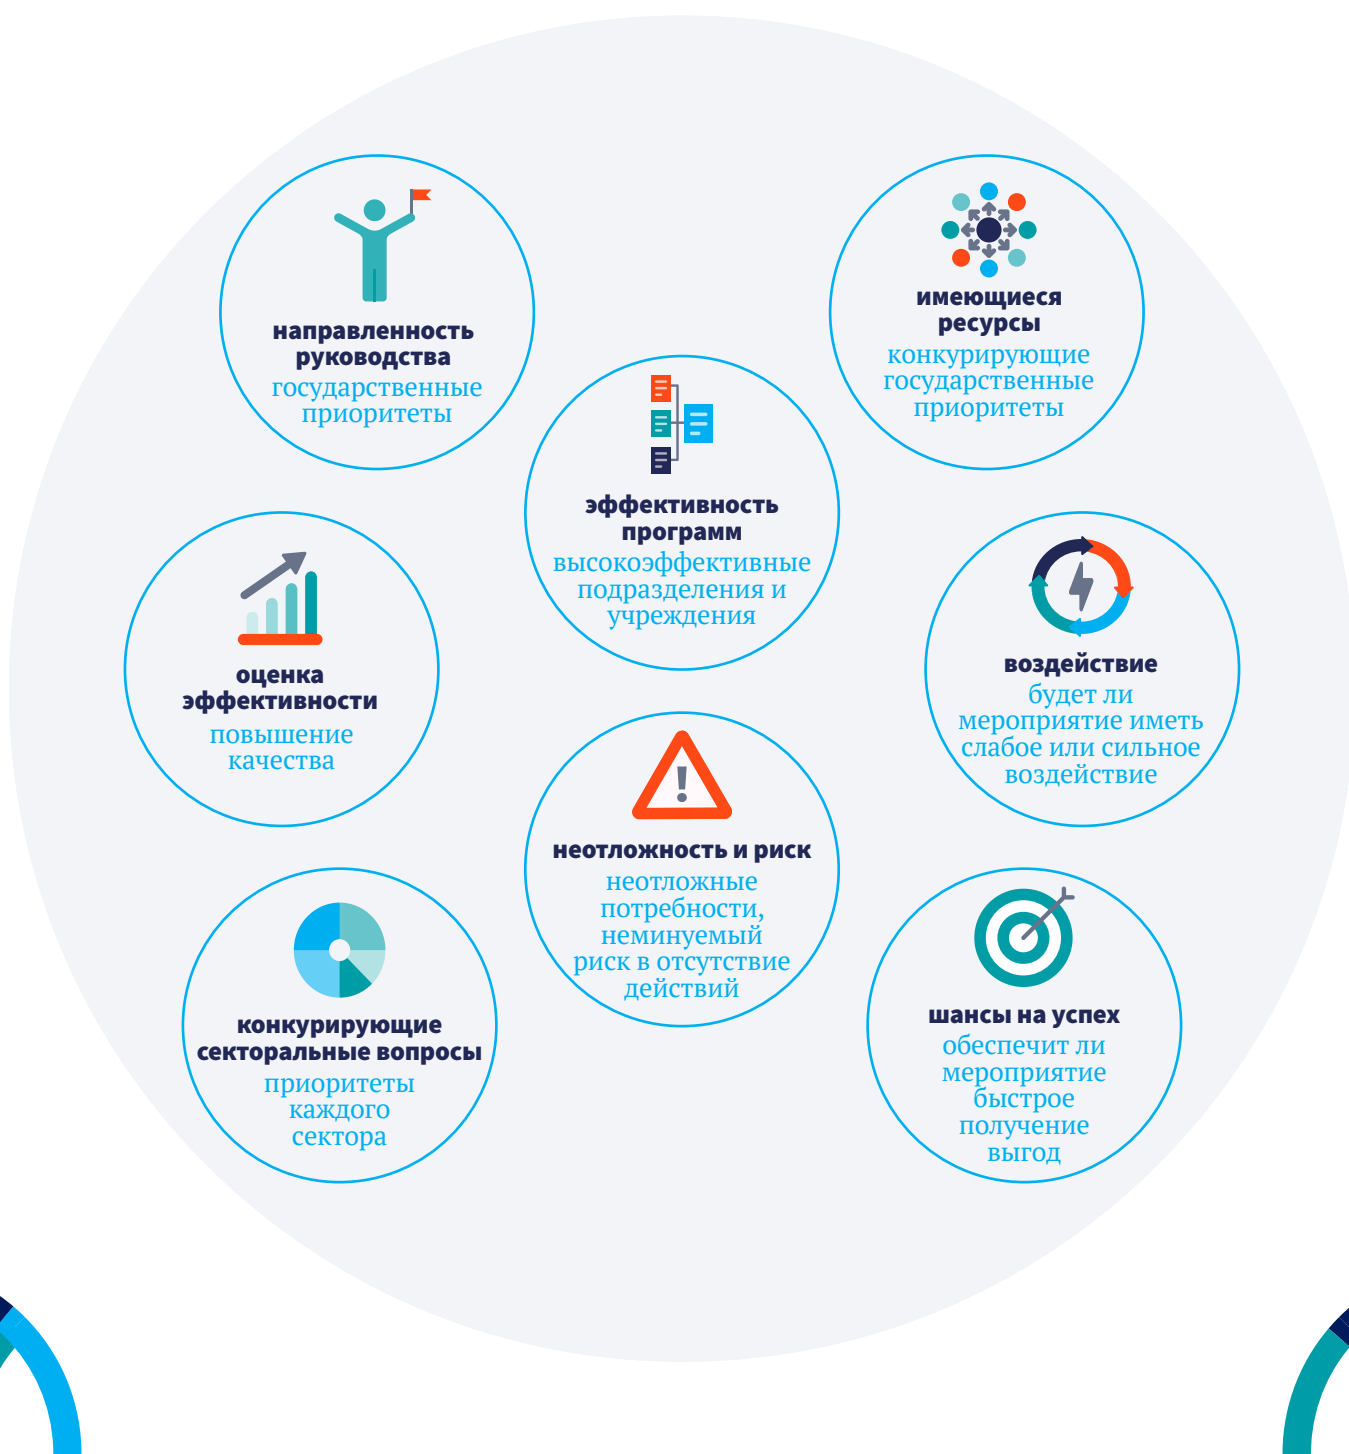 направленность
руководства
государственные
приоритеты
имеющиеся
ресурсы
конкурирующие
государственные
приоритеты
эффективность
программ
высокоэффективные
подразделения и
учреждения
оценка
эффективности
повышение
качества
воздействие
будет ли
мероприятие иметь
слабое или сильное
воздействие
неотложность и риск
неотложные
потребности,
неминуемый
риск в отсутствие
действий
конкурирующие
секторальные вопросы
приоритеты
каждого
сектора
шансы на успех
обеспечит ли
мероприятие
быстрое
получение
выгод